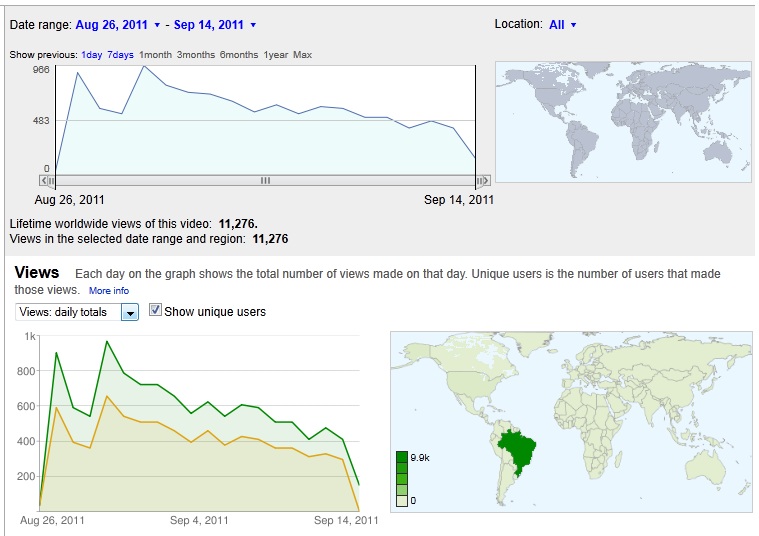 Date range: Aug 26, 2011 - Sep 14, 2011 Location: All
Show previous: 1day 7days 1month 3months 6months 1year Max
966
483
0
Aug 26, 2011 Sep 14, 2011
Lifetime worldwide views of this video: 11,276.
Views in the selected date range and region: 11,276
Views Each day on the graph shows the total number of views made on that day. Unique users is the number of users that made
those views. More info
Views: daily totals Show unique users
1k
800
600
400
200
9.9k
0
Aug 26, 2011 Sep 4, 2011 Sep 14, 2011